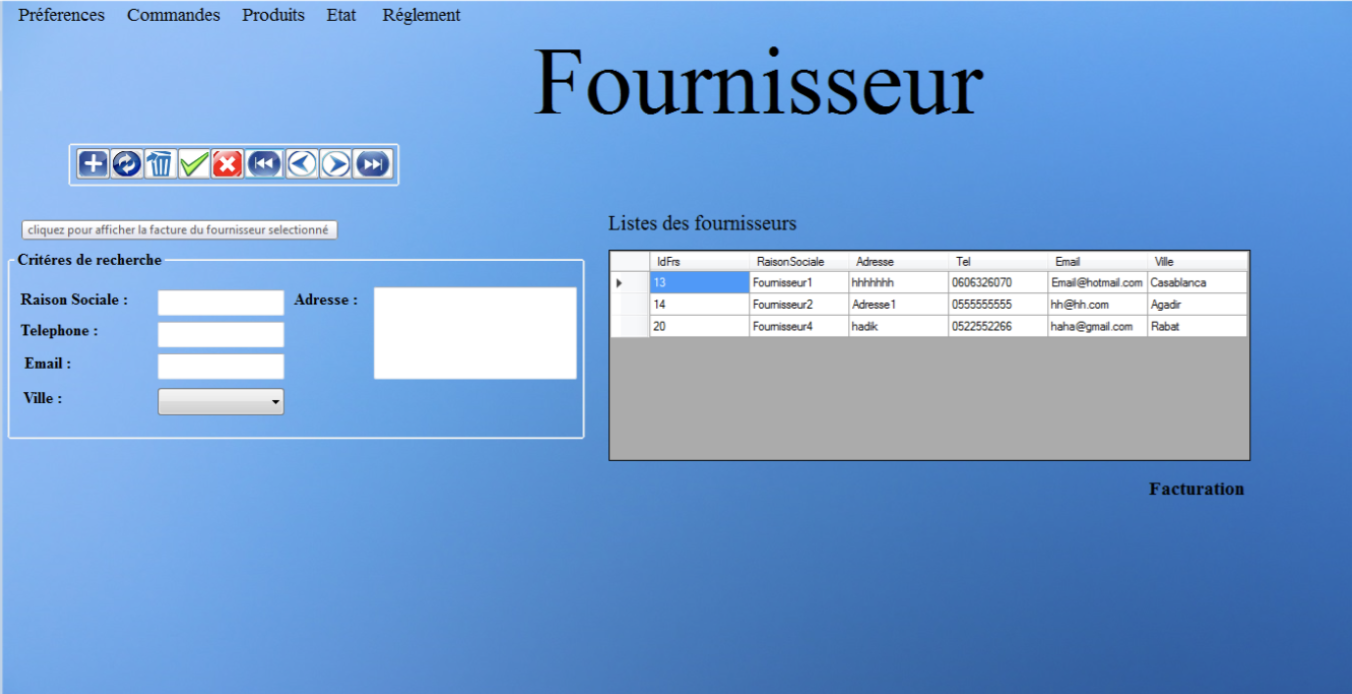 Préferences Commandes Produits Etat Réglement
Fournisseur
cliquez pour afficher la facture du fournisseur selectionné
Critéres de recherche
Raison Sociale :
Adresse :
Telephone :
Email :
Ville :
Listes des fournisseurs
IdFrs RaisonSociale Adresse Tel Email Ville
13 Fournisseur1 hhhhhhh 0606326070 Email@hotmail.com Casablanca
14 Fournisseur2 Adresse1 0555555555 hh@hh.com Agadir
20 Fournisseur4 hadik 0522552266 haha@gmail.com Rabat
Facturation